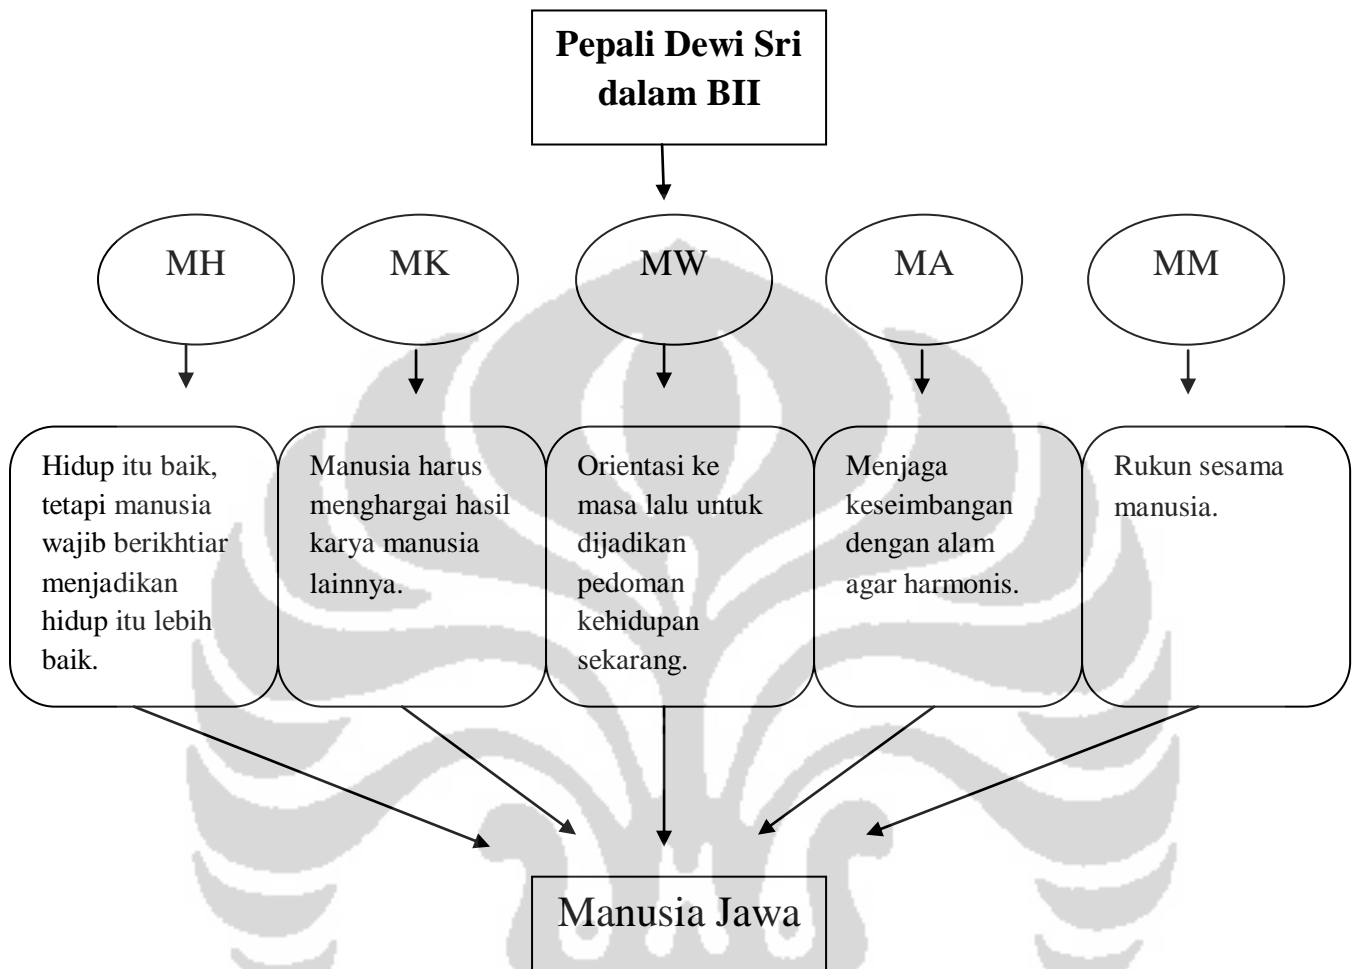 Pepali Dewi Sri
dalam BII
MH
MK
MW
MA
MM
Hidup itu baik,
tetapi manusia
wajib berikhtiar
menjadikan
hidup itu lebih
baik.
Manusia harus
menghargai hasil
karya manusia
lainnya.
Orientasi ke
masa lalu untuk
dijadikan
pedoman
kehidupan
sekarang.
Menjaga
keseimbangan
dengan alam
agar harmonis.
Rukun sesama
manusia.
Manusia Jawa